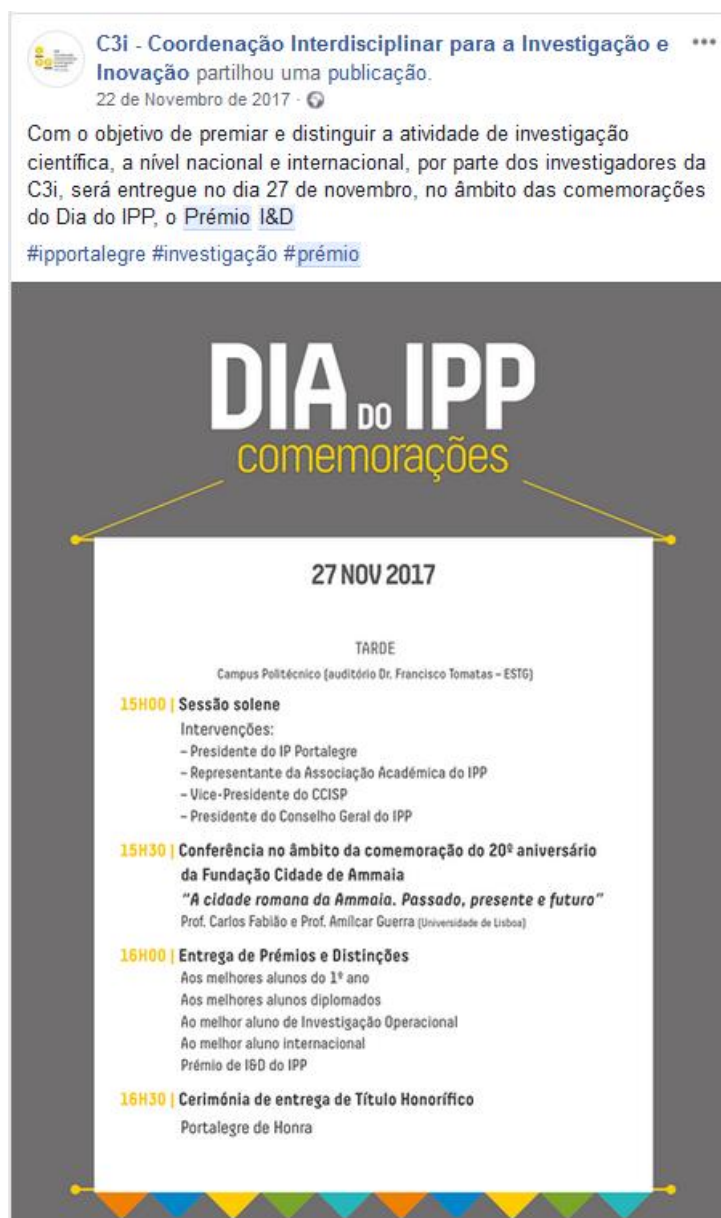 C3i - Coordenação Interdisciplinar para a Investigação e
Inovação partilhou uma publicação.
22 de Novembro de 2017 ·
Com o objetivo de premiar e distinguir a atividade de investigação
científica, a nível nacional e internacional, por parte dos investigadores da
C3i, será entregue no dia 27 de novembro, no âmbito das comemorações
do Dia do IPP, o Prémio I&D
#ipportalegre #investigação #prémio
DIA DO IPP
comemorações
27 NOV 2017
TARDE
Campus Politécnico (auditório Dr. Francisco Tomatas – ESTG)
15H00 | Sessão solene
Intervenções:
– Presidente do IP Portalegre
– Representante da Associação Académica do IPP
– Vice-Presidente do CCISP
– Presidente do Conselho Geral do IPP
15H30 | Conferência no âmbito da comemoração do 20º aniversário
da Fundação Cidade de Ammaia
"A cidade romana da Ammaia. Passado, presente e futuro"
Prof. Carlos Fabião e Prof. Amílcar Guerra (Universidade de Lisboa)
16H00 | Entrega de Prémios e Distinções
Aos melhores alunos do 1º ano
Aos melhores alunos diplomados
Ao melhor aluno de Investigação Operacional
Ao melhor aluno internacional
Prémio de I&D do IPP
16H30 | Cerimónia de entrega de Título Honorífico
Portalegre de Honra